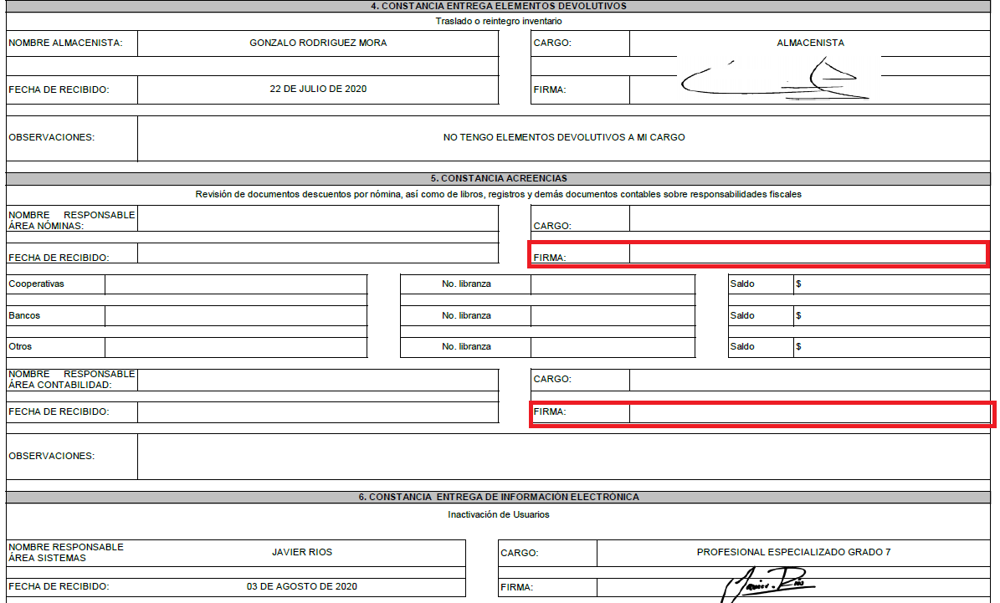 4. CONSTANCIA ENTREGA ELEMENTOS DEVOLUTIVOS
Traslado o reintegro inventario
NOMBRE ALMACENISTA: GONZALO RODRIGUEZ MORA CARGO: ALMACENISTA
FECHA DE RECIBIDO: 22 DE JULIO DE 2020 FIRMA:
OBSERVACIONES: NO TENGO ELEMENTOS DEVOLUTIVOS A MI CARGO
5. CONSTANCIA ACREENCIAS
Revisión de documentos descuentos por nómina, así como de libros, registros y demás documentos contables sobre responsabilidades fiscales
NOMBRE RESPONSABLE
ÁREA NÓMINAS: CARGO:
FECHA DE RECIBIDO: FIRMA:
Cooperativas No. libranza Saldo $
Bancos No. libranza Saldo $
Otros No. libranza Saldo $
NOMBRE RESPONSABLE
ÁREA CONTABILIDAD: CARGO:
FECHA DE RECIBIDO: FIRMA:
OBSERVACIONES:
6. CONSTANCIA ENTREGA DE INFORMACIÓN ELECTRÓNICA
Inactivación de Usuarios
NOMBRE RESPONSABLE
ÁREA SISTEMAS JAVIER RIOS CARGO: PROFESIONAL ESPECIALIZADO GRADO 7
FECHA DE RECIBIDO: 03 DE AGOSTO DE 2020 FIRMA: Javier. Rios